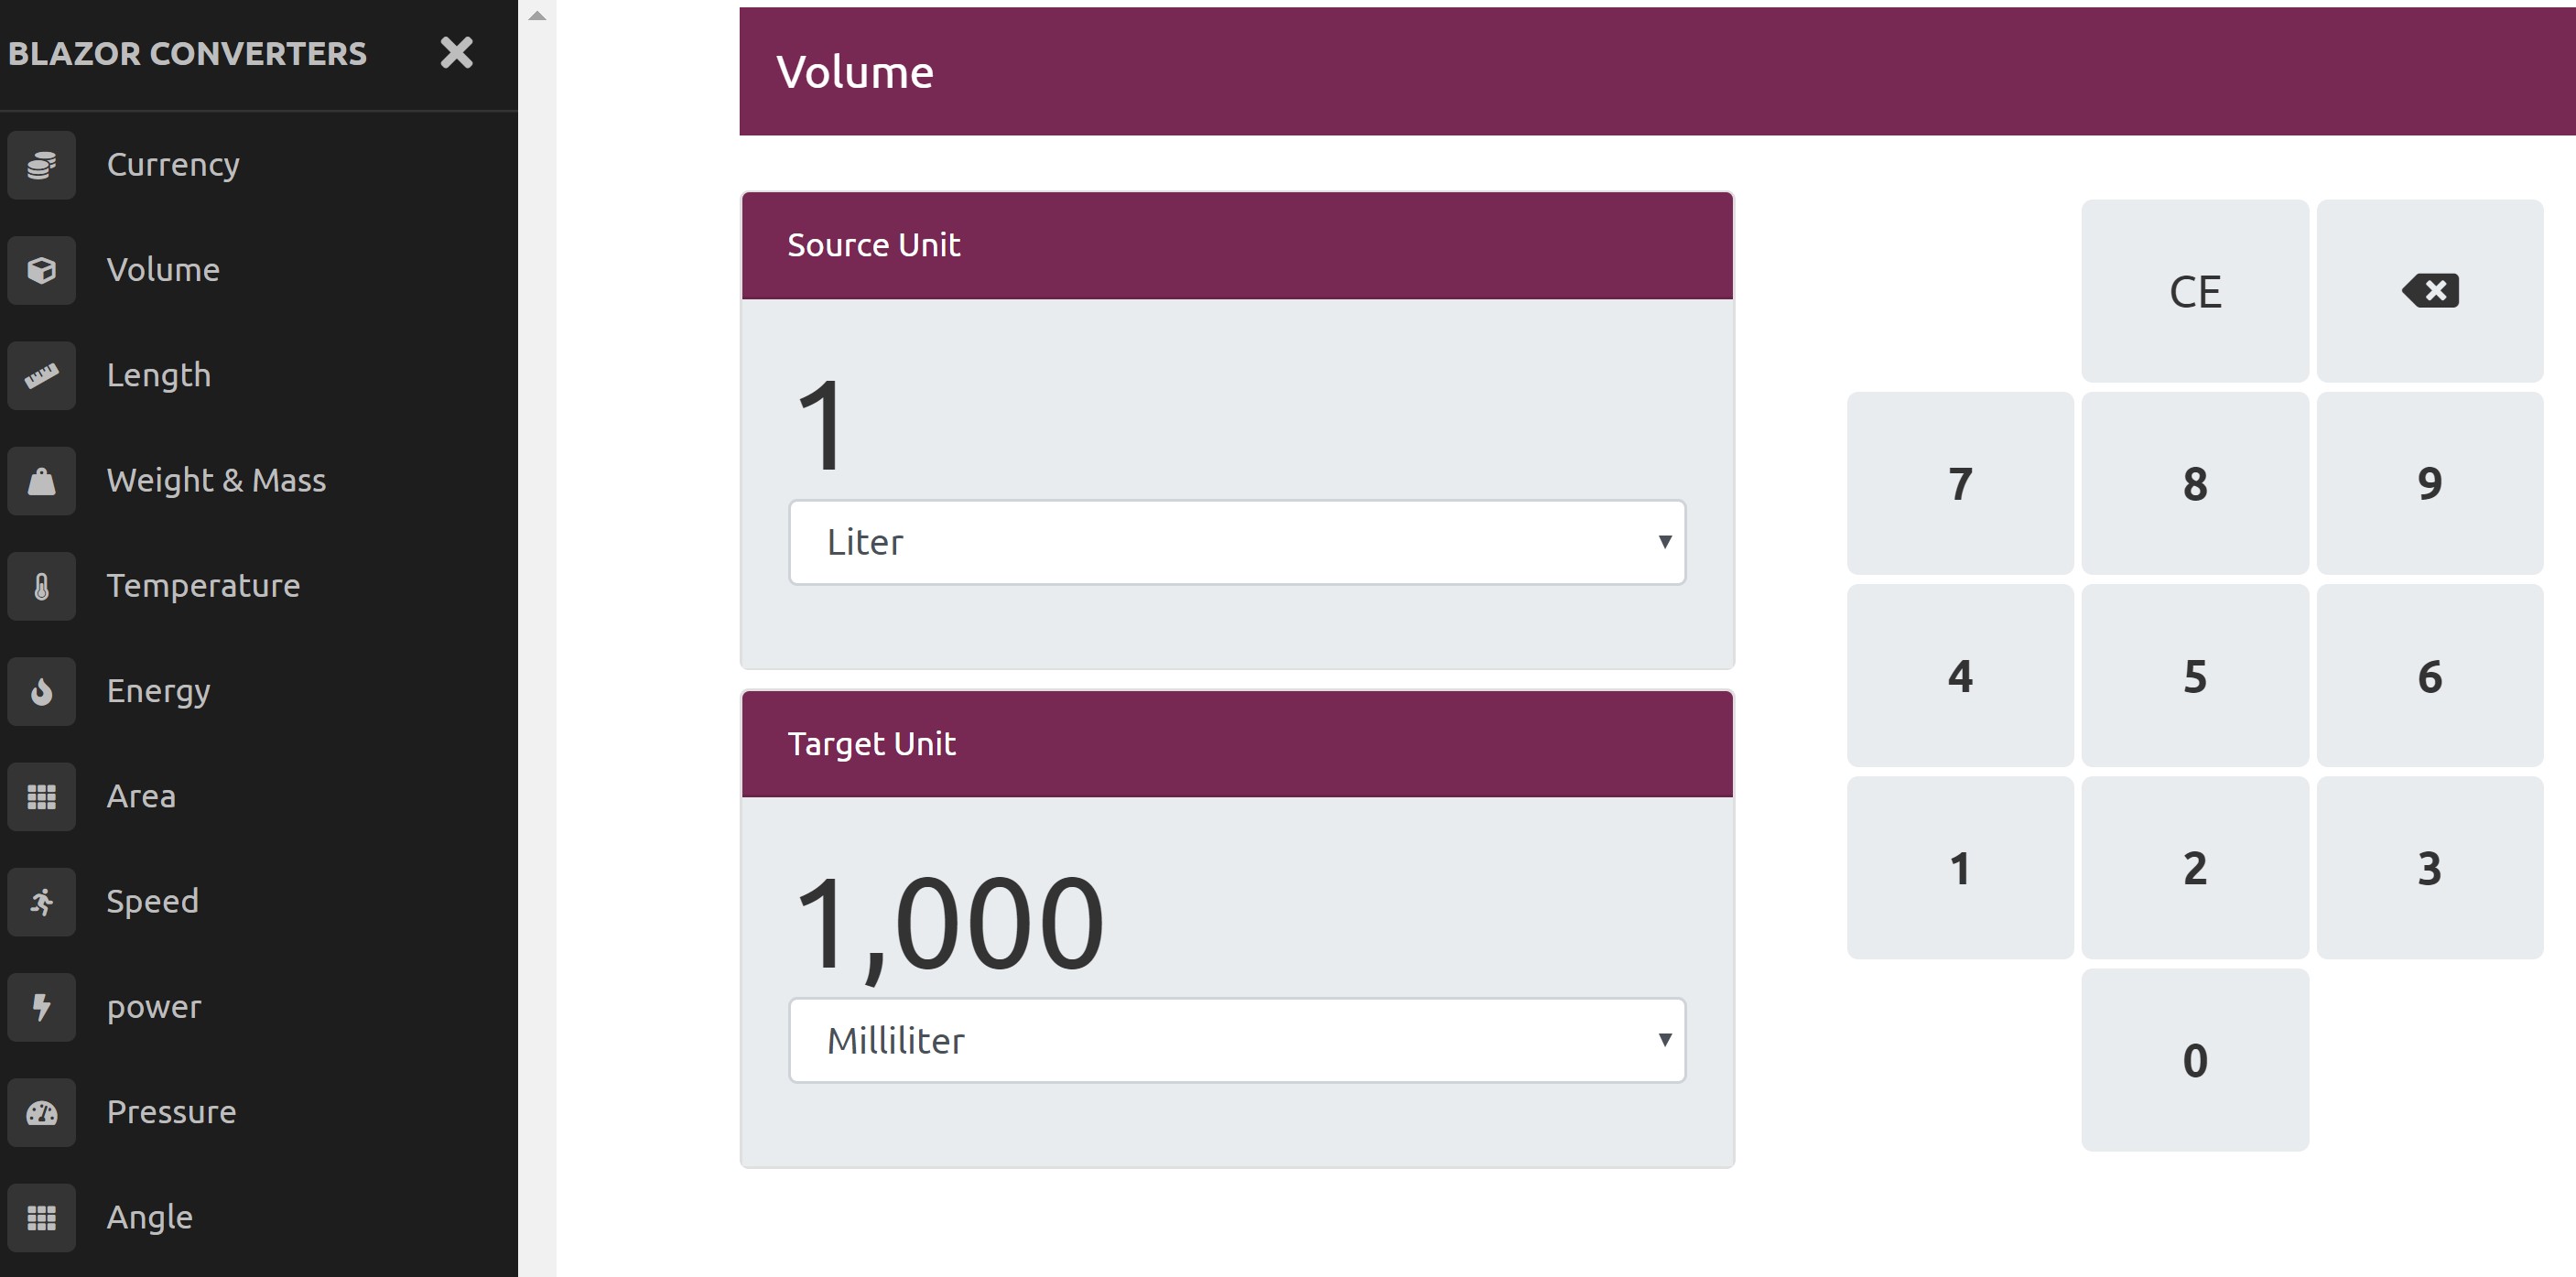 BLAZOR CONVERTERS
Currency
Volume
Length
Weight & Mass
Temperature
Energy
Area
Speed
power
Pressure
Angle
Volume
Source Unit
1
Liter
Target Unit
1,000
Milliliter
CE
7 8 9
4 5 6
1 2 3
0